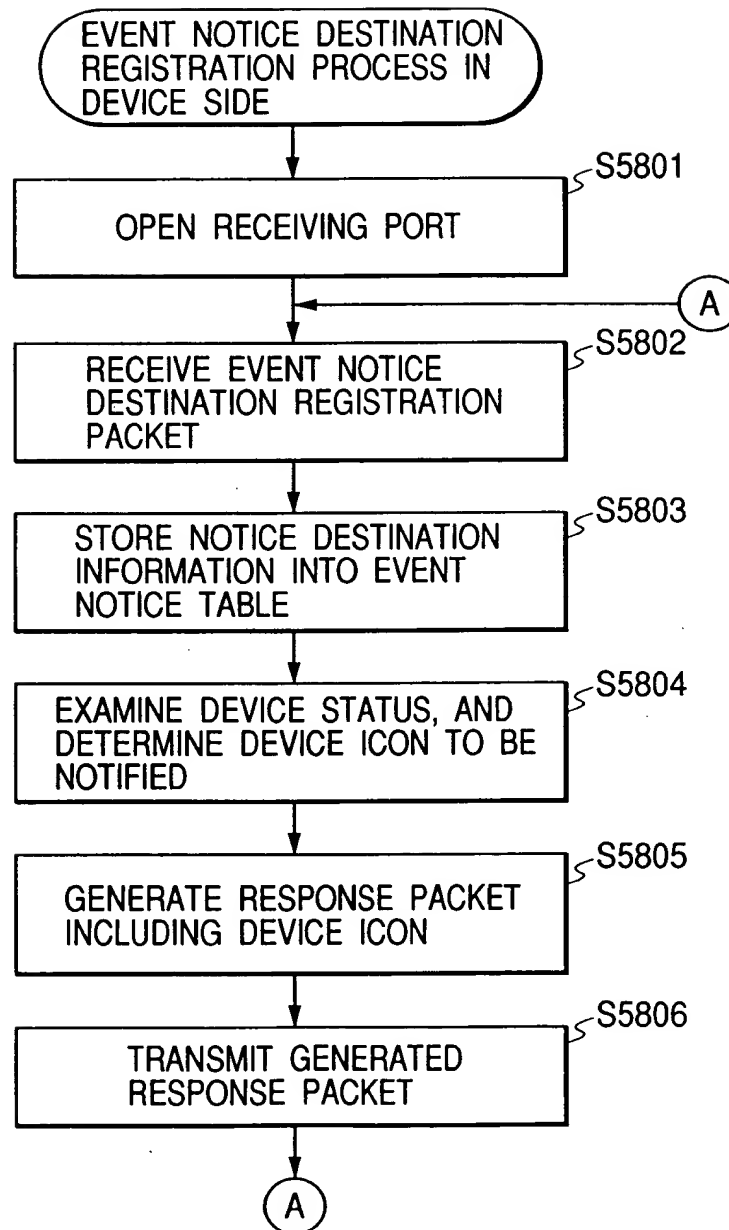 EVENT NOTICE DESTINATION
REGISTRATION PROCESS IN
DEVICE SIDE
S5801
OPEN RECEIVING PORT
A
S5802
RECEIVE EVENT NOTICE
DESTINATION REGISTRATION
PACKET
S5803
STORE NOTICE DESTINATION
INFORMATION INTO EVENT
NOTICE TABLE
S5804
EXAMINE DEVICE STATUS, AND
DETERMINE DEVICE ICON TO BE
NOTIFIED
S5805
GENERATE RESPONSE PACKET
INCLUDING DEVICE ICON
S5806
TRANSMIT GENERATED
RESPONSE PACKET
A